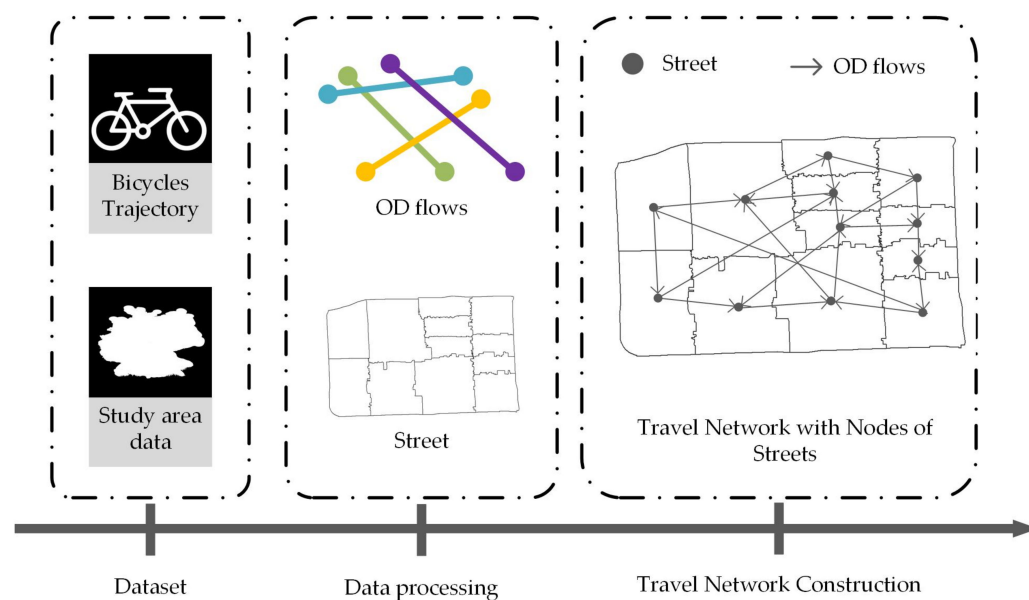 Bicycles
Trajectory
Study area
data
OD flows
Street
Street
OD flows
Travel Network with Nodes of
Streets
Dataset
Data processing
Travel Network Construction